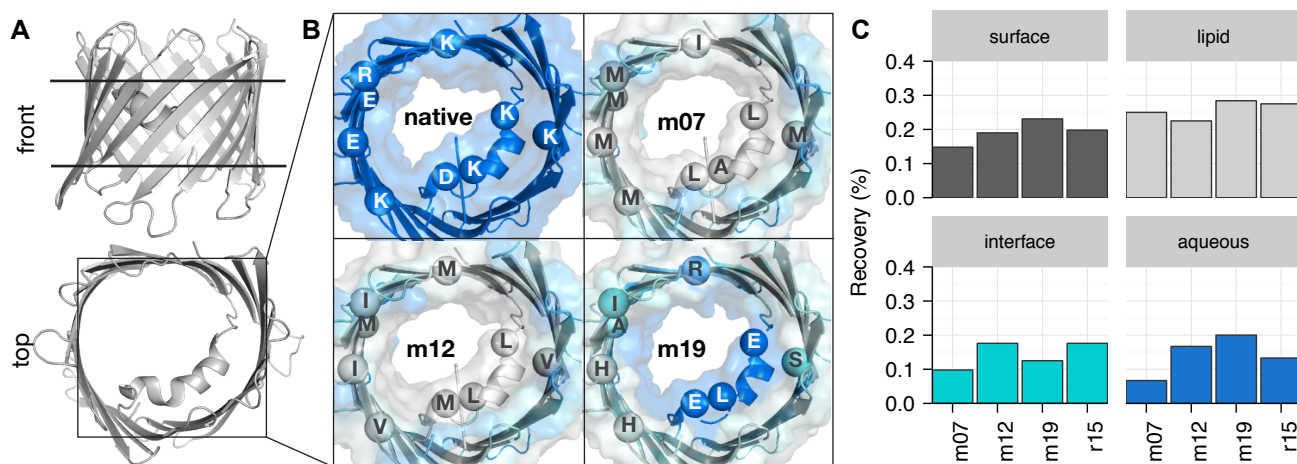 A
front
top
B
native
K
R
E
E
K
K
K
D
K
m07
I
M
M
M
M
L
A
L
M
m12
M
I
M
I
V
L
L
M
V
m19
R
I
A
H
H
E
L
E
S
C
surface
lipid
interface
aqueous
Recovery (%)
0.4
0.3
0.2
0.1
0.0
0.4
0.3
0.2
0.1
0.0
m07
m12
m19
r15
m07
m12
m19
r15